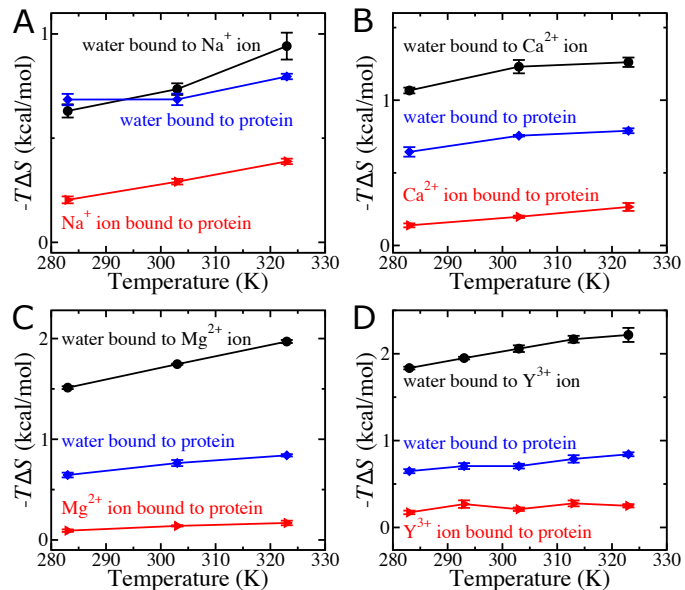 A
water bound to Na+ ion
water bound to protein
Na+ ion bound to protein
-TΔS (kcal/mol)
1
0
280 290 300 310 320 330
Temperature (K)
B
water bound to Ca2+ ion
water bound to protein
Ca2+ ion bound to protein
-TΔS (kcal/mol)
1
0
280 290 300 310 320 330
Temperature (K)
C
water bound to Mg2+ ion
water bound to protein
Mg2+ ion bound to protein
-TΔS (kcal/mol)
2
1
0
280 290 300 310 320 330
Temperature (K)
D
water bound to Y3+ ion
water bound to protein
Y3+ ion bound to protein
-TΔS (kcal/mol)
2
1
0
280 290 300 310 320 330
Temperature (K)